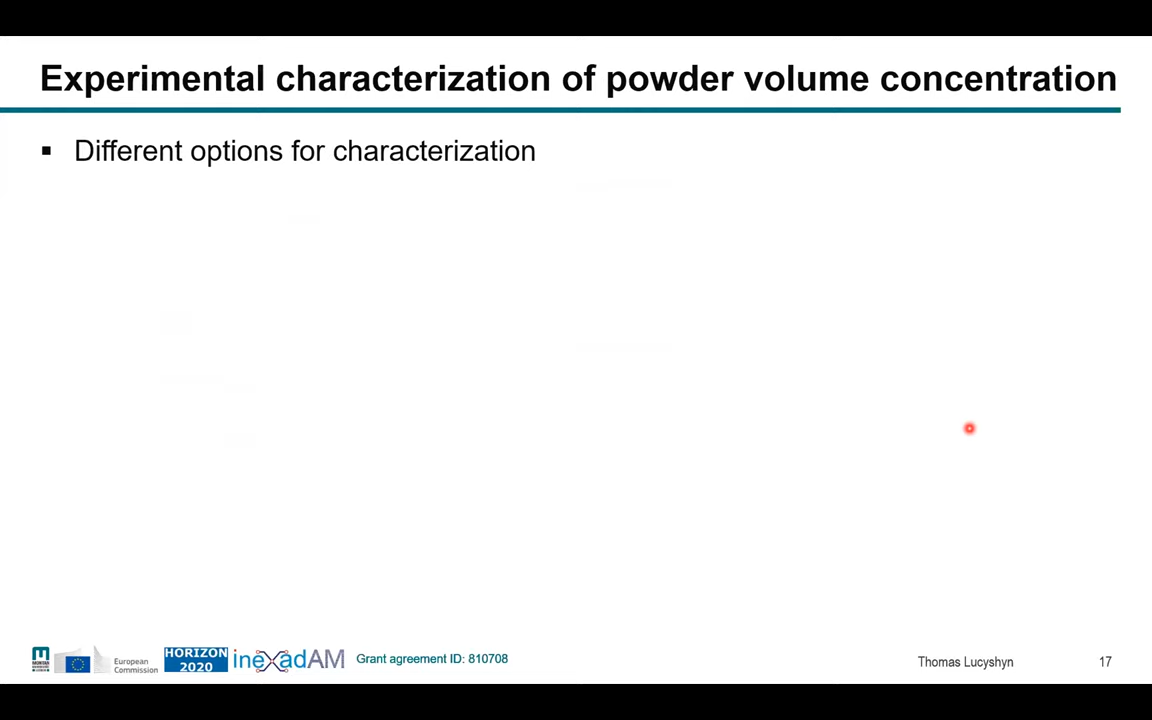 Experimental characterization of powder volume concentration
▪ Different options for characterization
European
Commission
HORIZON
2020
inexadAM
Grant agreement ID: 810708
Thomas Lucyshyn
17